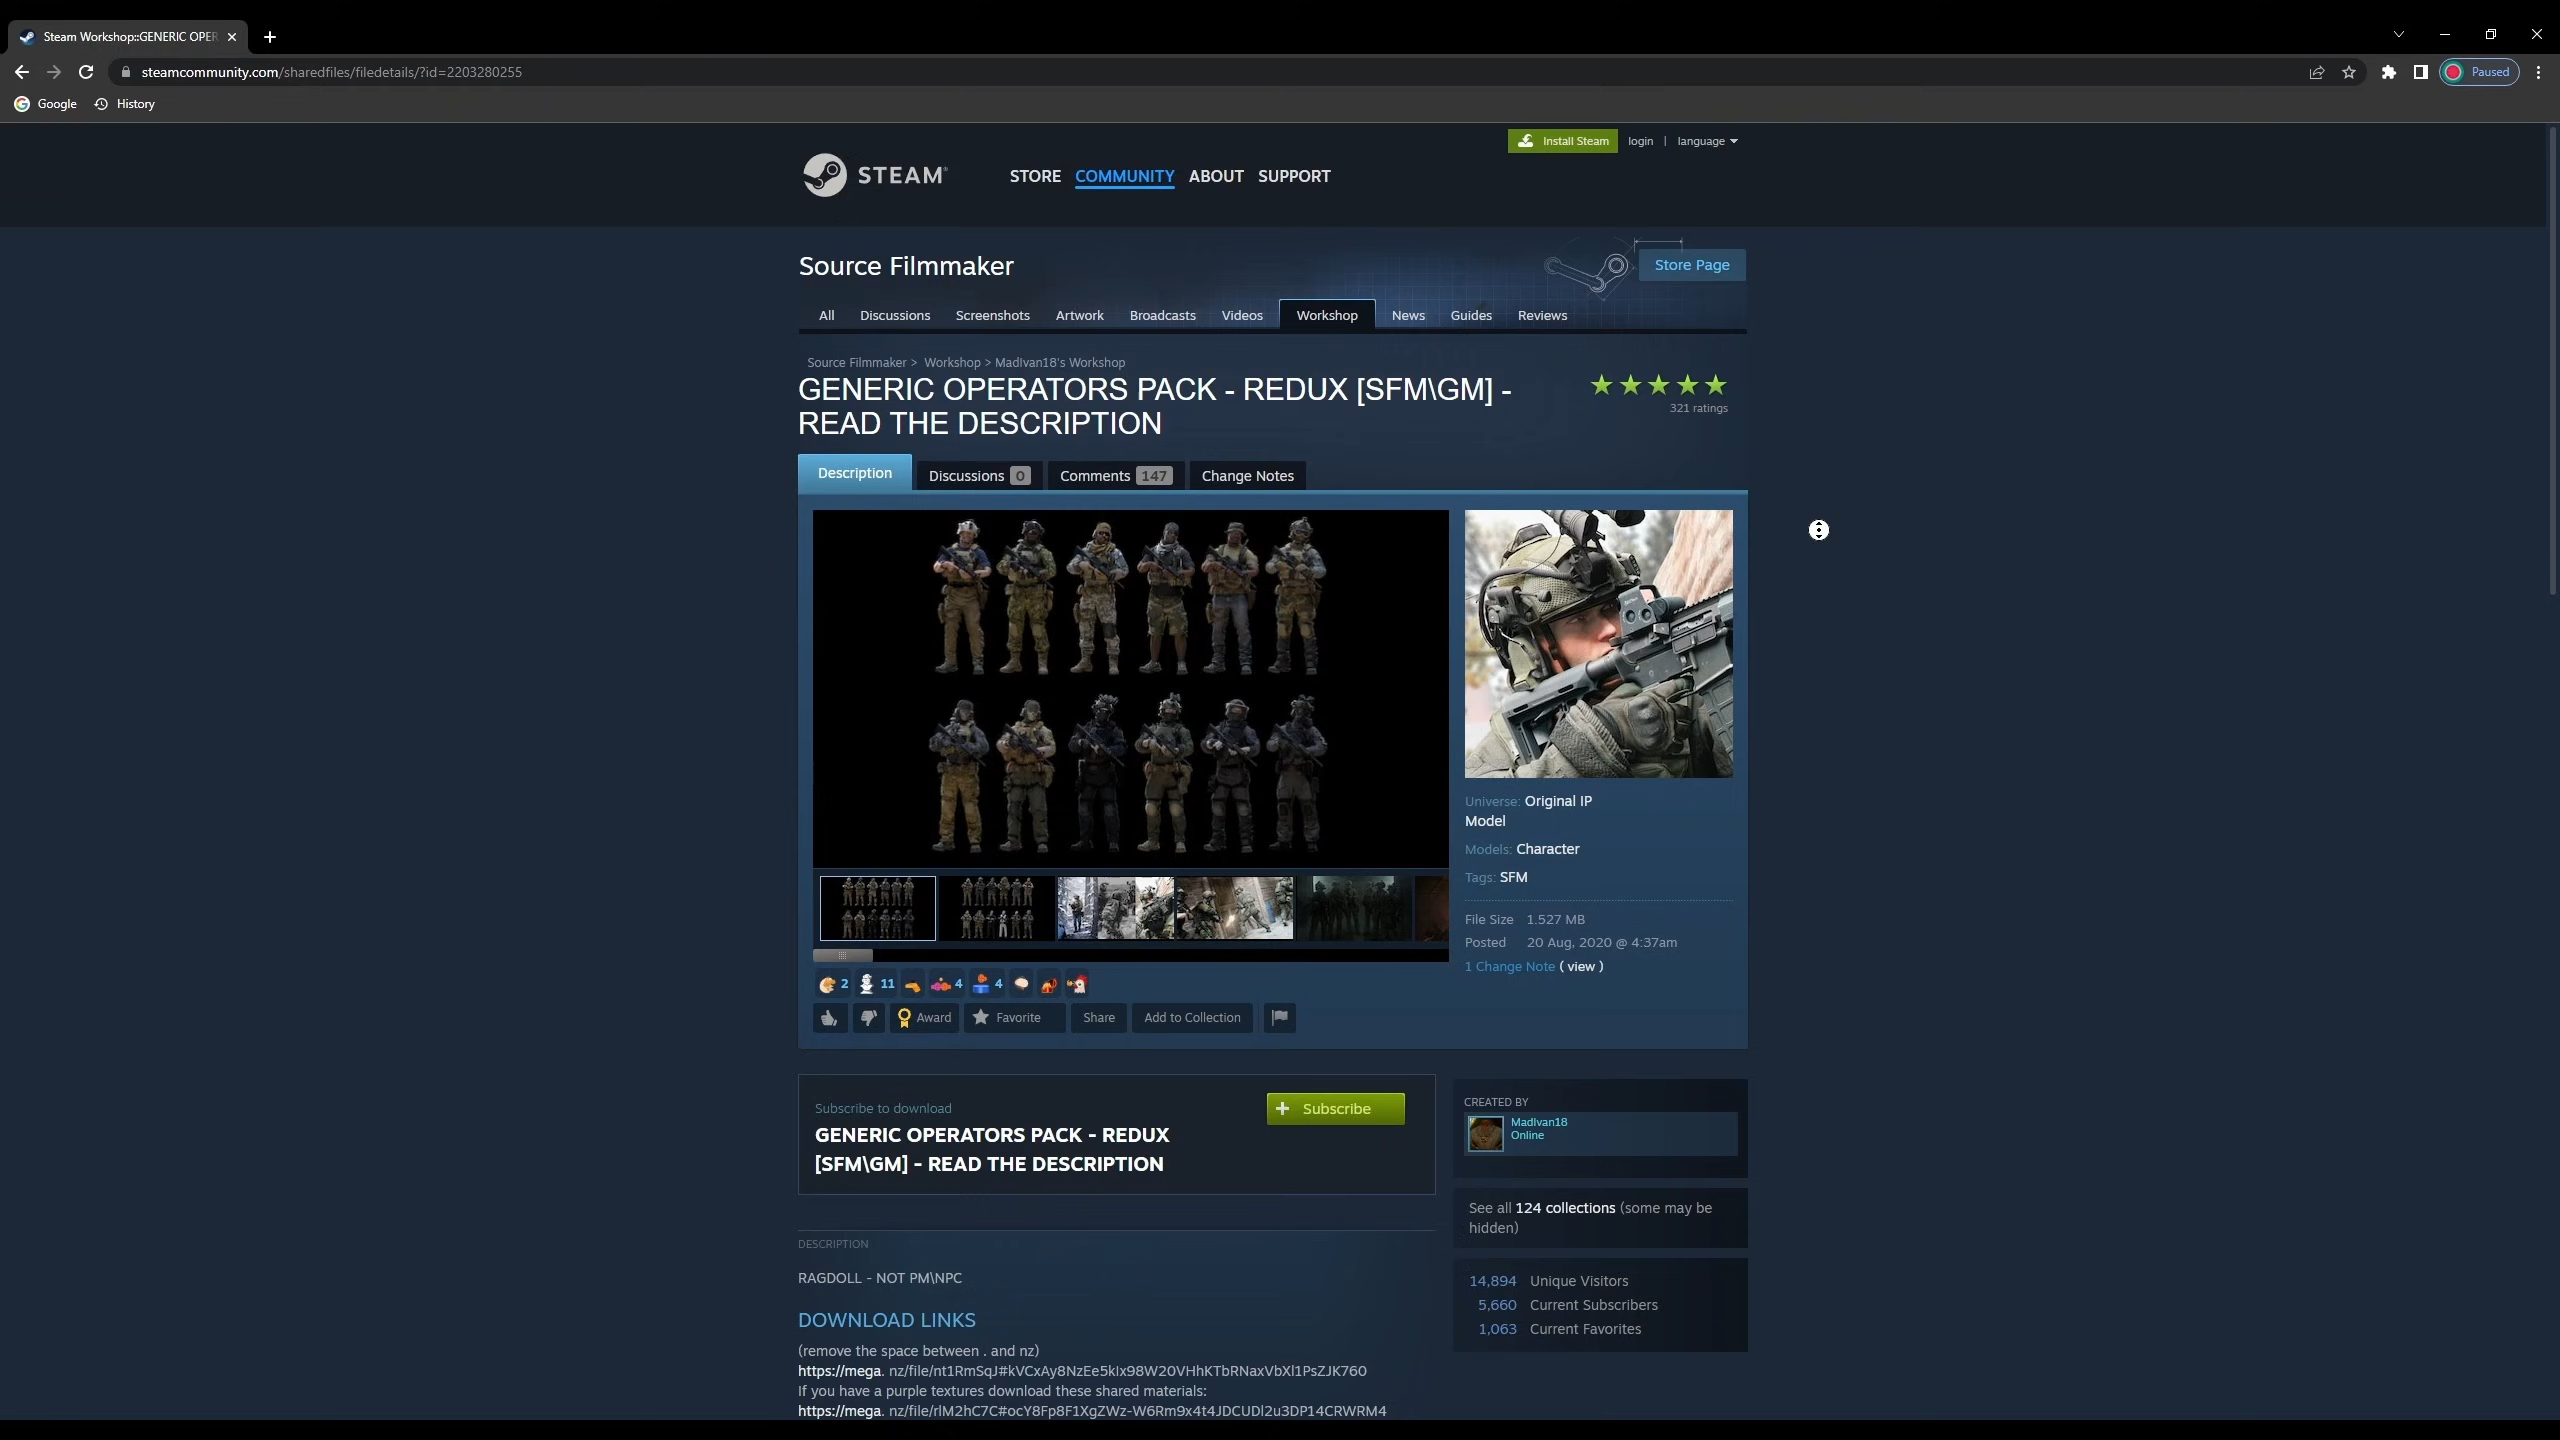 Steam Workshop::GENERIC OPER
steamcommunity.com/sharedfiles/filedetails/?id=2203280255
Paused
Google
History
Install Steam
login | language
STEAM
STORE COMMUNITY ABOUT SUPPORT
Source Filmmaker
Store Page
All Discussions Screenshots Artwork Broadcasts Videos Workshop News Guides Reviews
Source Filmmaker > Workshop > MadIvan18's Workshop
GENERIC OPERATORS PACK - REDUX [SFM\GM] -
READ THE DESCRIPTION
321 ratings
Description
Discussions 0
Comments 147
Change Notes
Universe: Original IP
Model
Models: Character
Tags: SFM
File Size 1.527 MB
Posted 20 Aug, 2020 @ 4:37am
1 Change Note ( view )
2 11 4 4
Award Favorite Share Add to Collection
Subscribe to download
GENERIC OPERATORS PACK - REDUX
[SFM\GM] - READ THE DESCRIPTION
Subscribe
CREATED BY
MadIvan18
Online
See all 124 collections (some may be
hidden)
14,894 Unique Visitors
5,660 Current Subscribers
1,063 Current Favorites
DESCRIPTION
RAGDOLL - NOT PM\NPC
DOWNLOAD LINKS
(remove the space between . and nz)
https://mega. nz/file/nt1RmSqJ#kVCxAy8NzEe5kIx98W20VHhKTbRNaxVbXl1PsZJK760
If you have a purple textures download these shared materials:
https://mega. nz/file/rIM2hC7C#ocY8Fp8F1XgZWz-W6Rm9x4t4JDCUDl2u3DP14CRWRM4